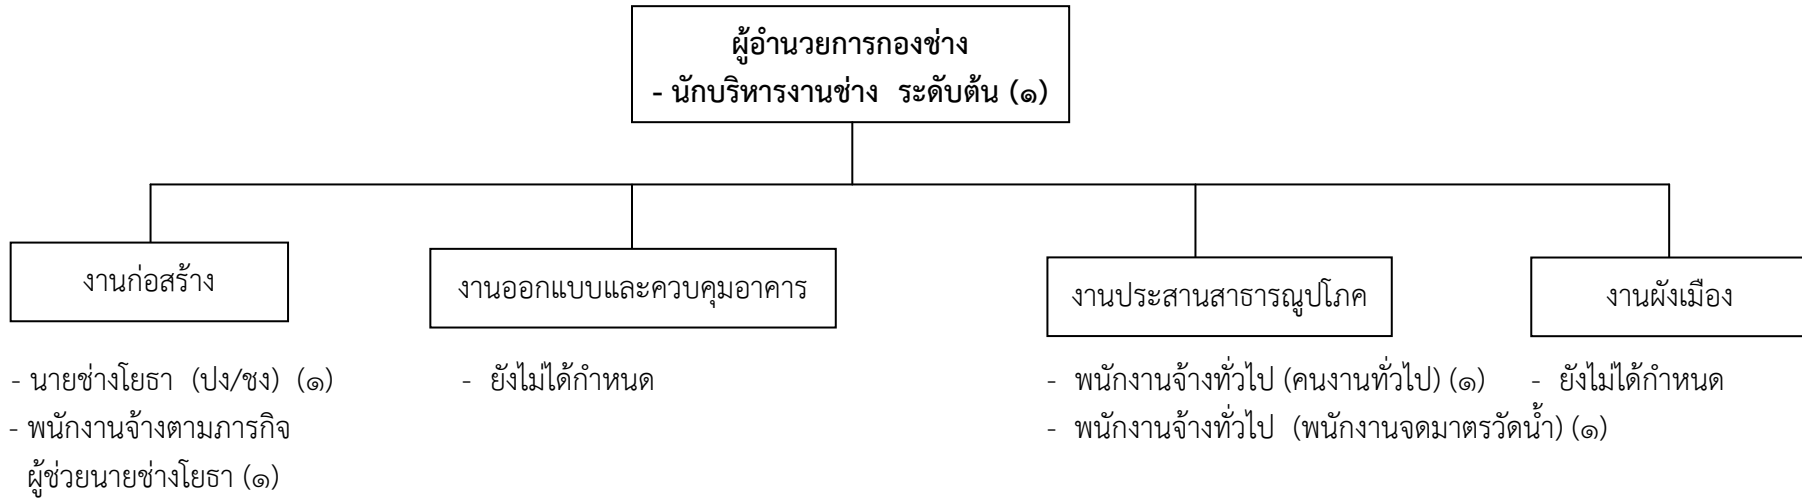 ผู้อำนวยการกองช่าง
- นักบริหารงานช่าง ระดับต้น (๑)
งานก่อสร้าง
งานออกแบบและควบคุมอาคาร
งานประสานสาธารณูปโภค
งานผังเมือง
- นายช่างโยธา (ปง/ชง) (๑)
- พนักงานจ้างตามภารกิจ
ผู้ช่วยนายช่างโยธา (๑)
- ยังไม่ได้กำหนด
- พนักงานจ้างทั่วไป (คนงานทั่วไป) (๑)
- พนักงานจ้างทั่วไป (พนักงานจดมาตรวัดน้ำ) (๑)
- ยังไม่ได้กำหนด